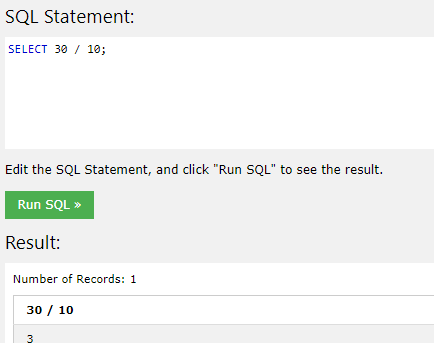 SQL Statement:
SELECT 30 / 10;
Edit the SQL Statement, and click "Run SQL" to see the result.
Run SQL »
Result:
Number of Records: 1
30 / 10
3